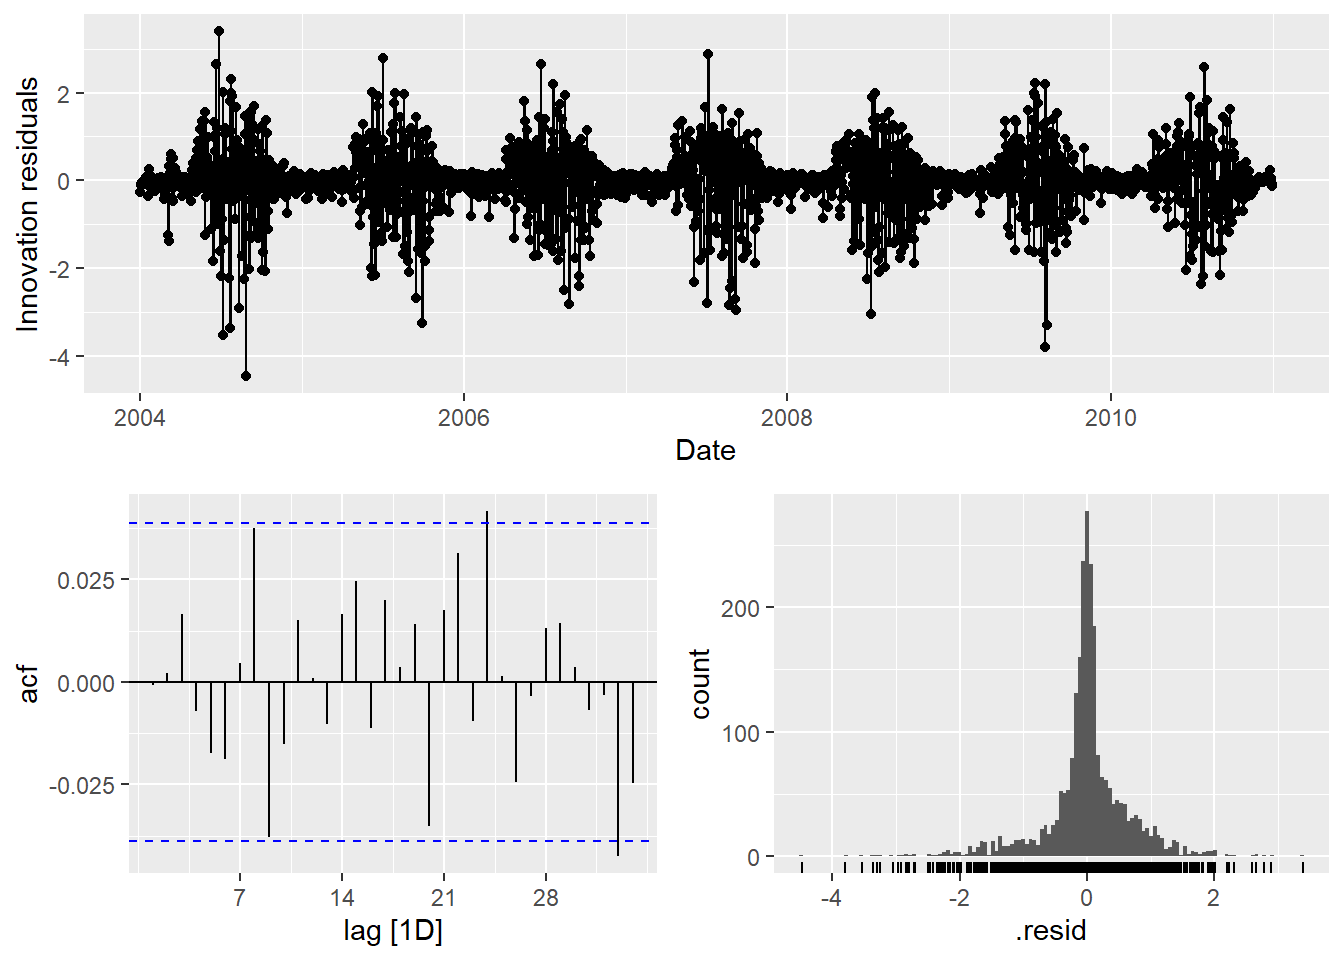 Innovation residuals
2
0
-2
-4
2004 2006 2008 2010
Date
acf
0.025
0.000
-0.025
7 14 21 28
lag [1D]
count
200
100
0
-4 -2 0 2
.resid